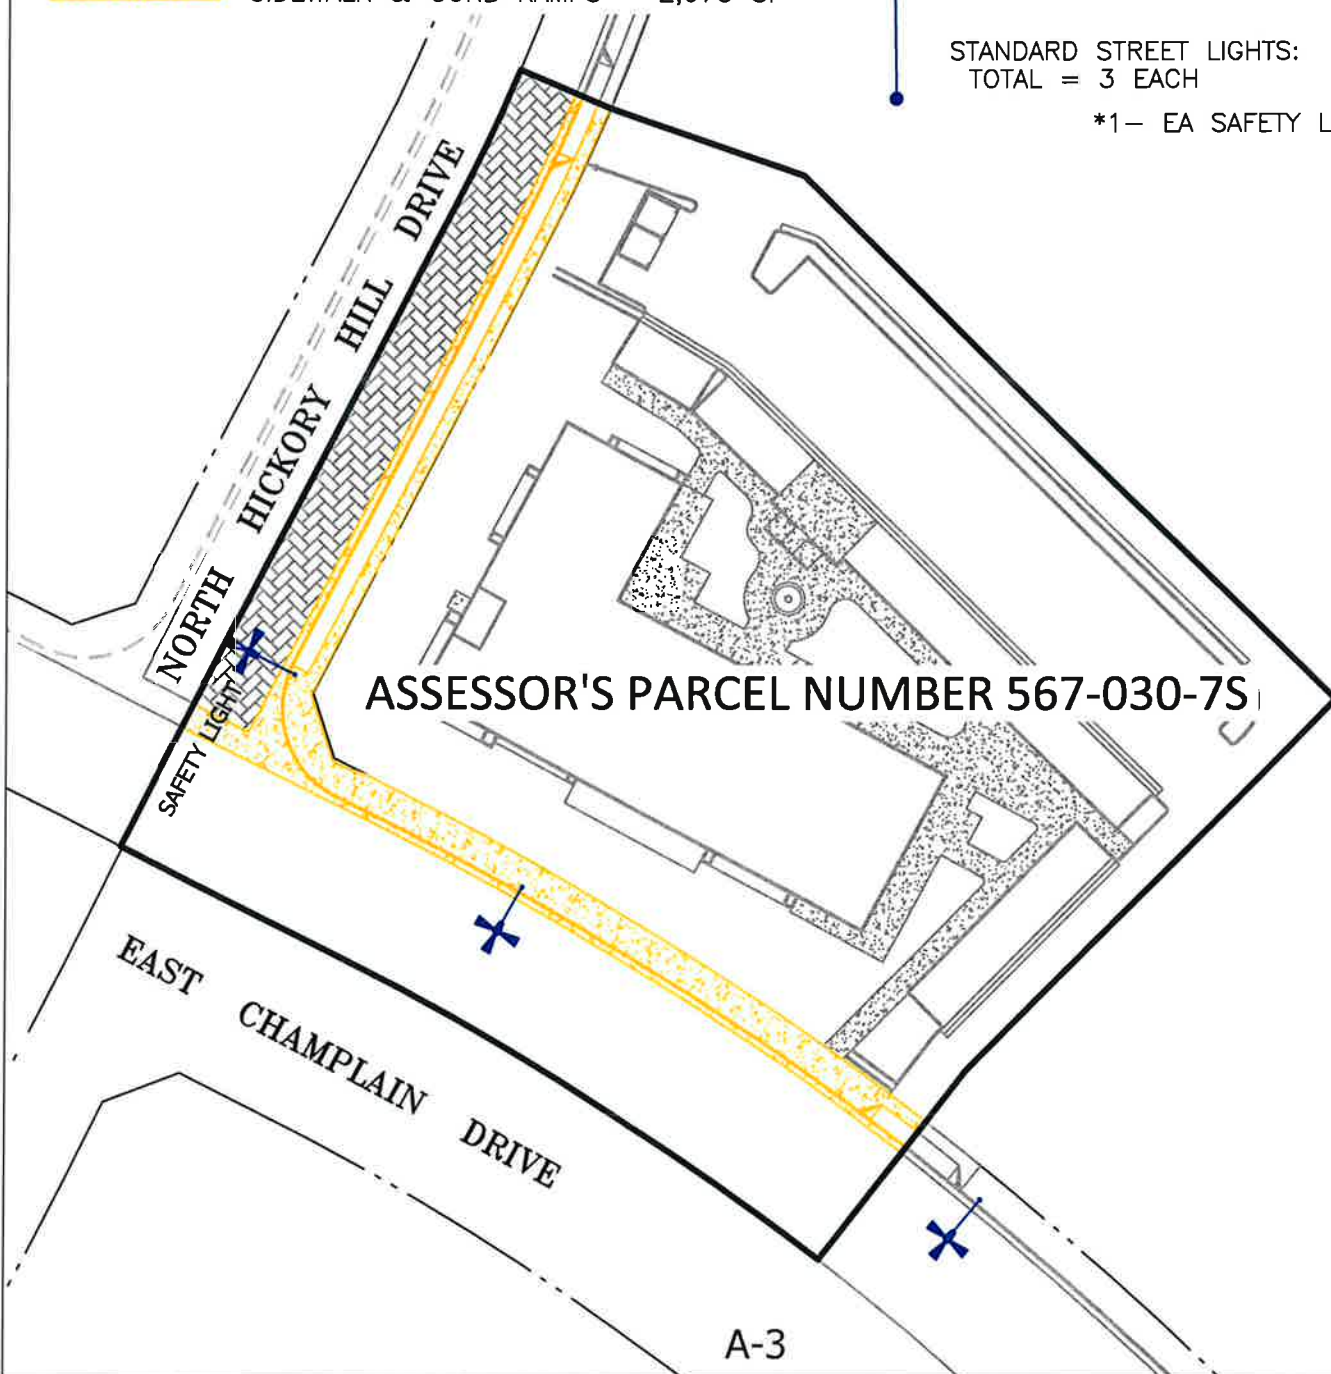 STANDARD STREET LIGHTS:
TOTAL = 3 EACH
*1- EA SAFETY L
NORTH HICKORY HILL DRIVE
ASSESSOR'S PARCEL NUMBER 567-030-7S
SAFETY LIGHT
EAST CHAMPLAIN DRIVE
A-3